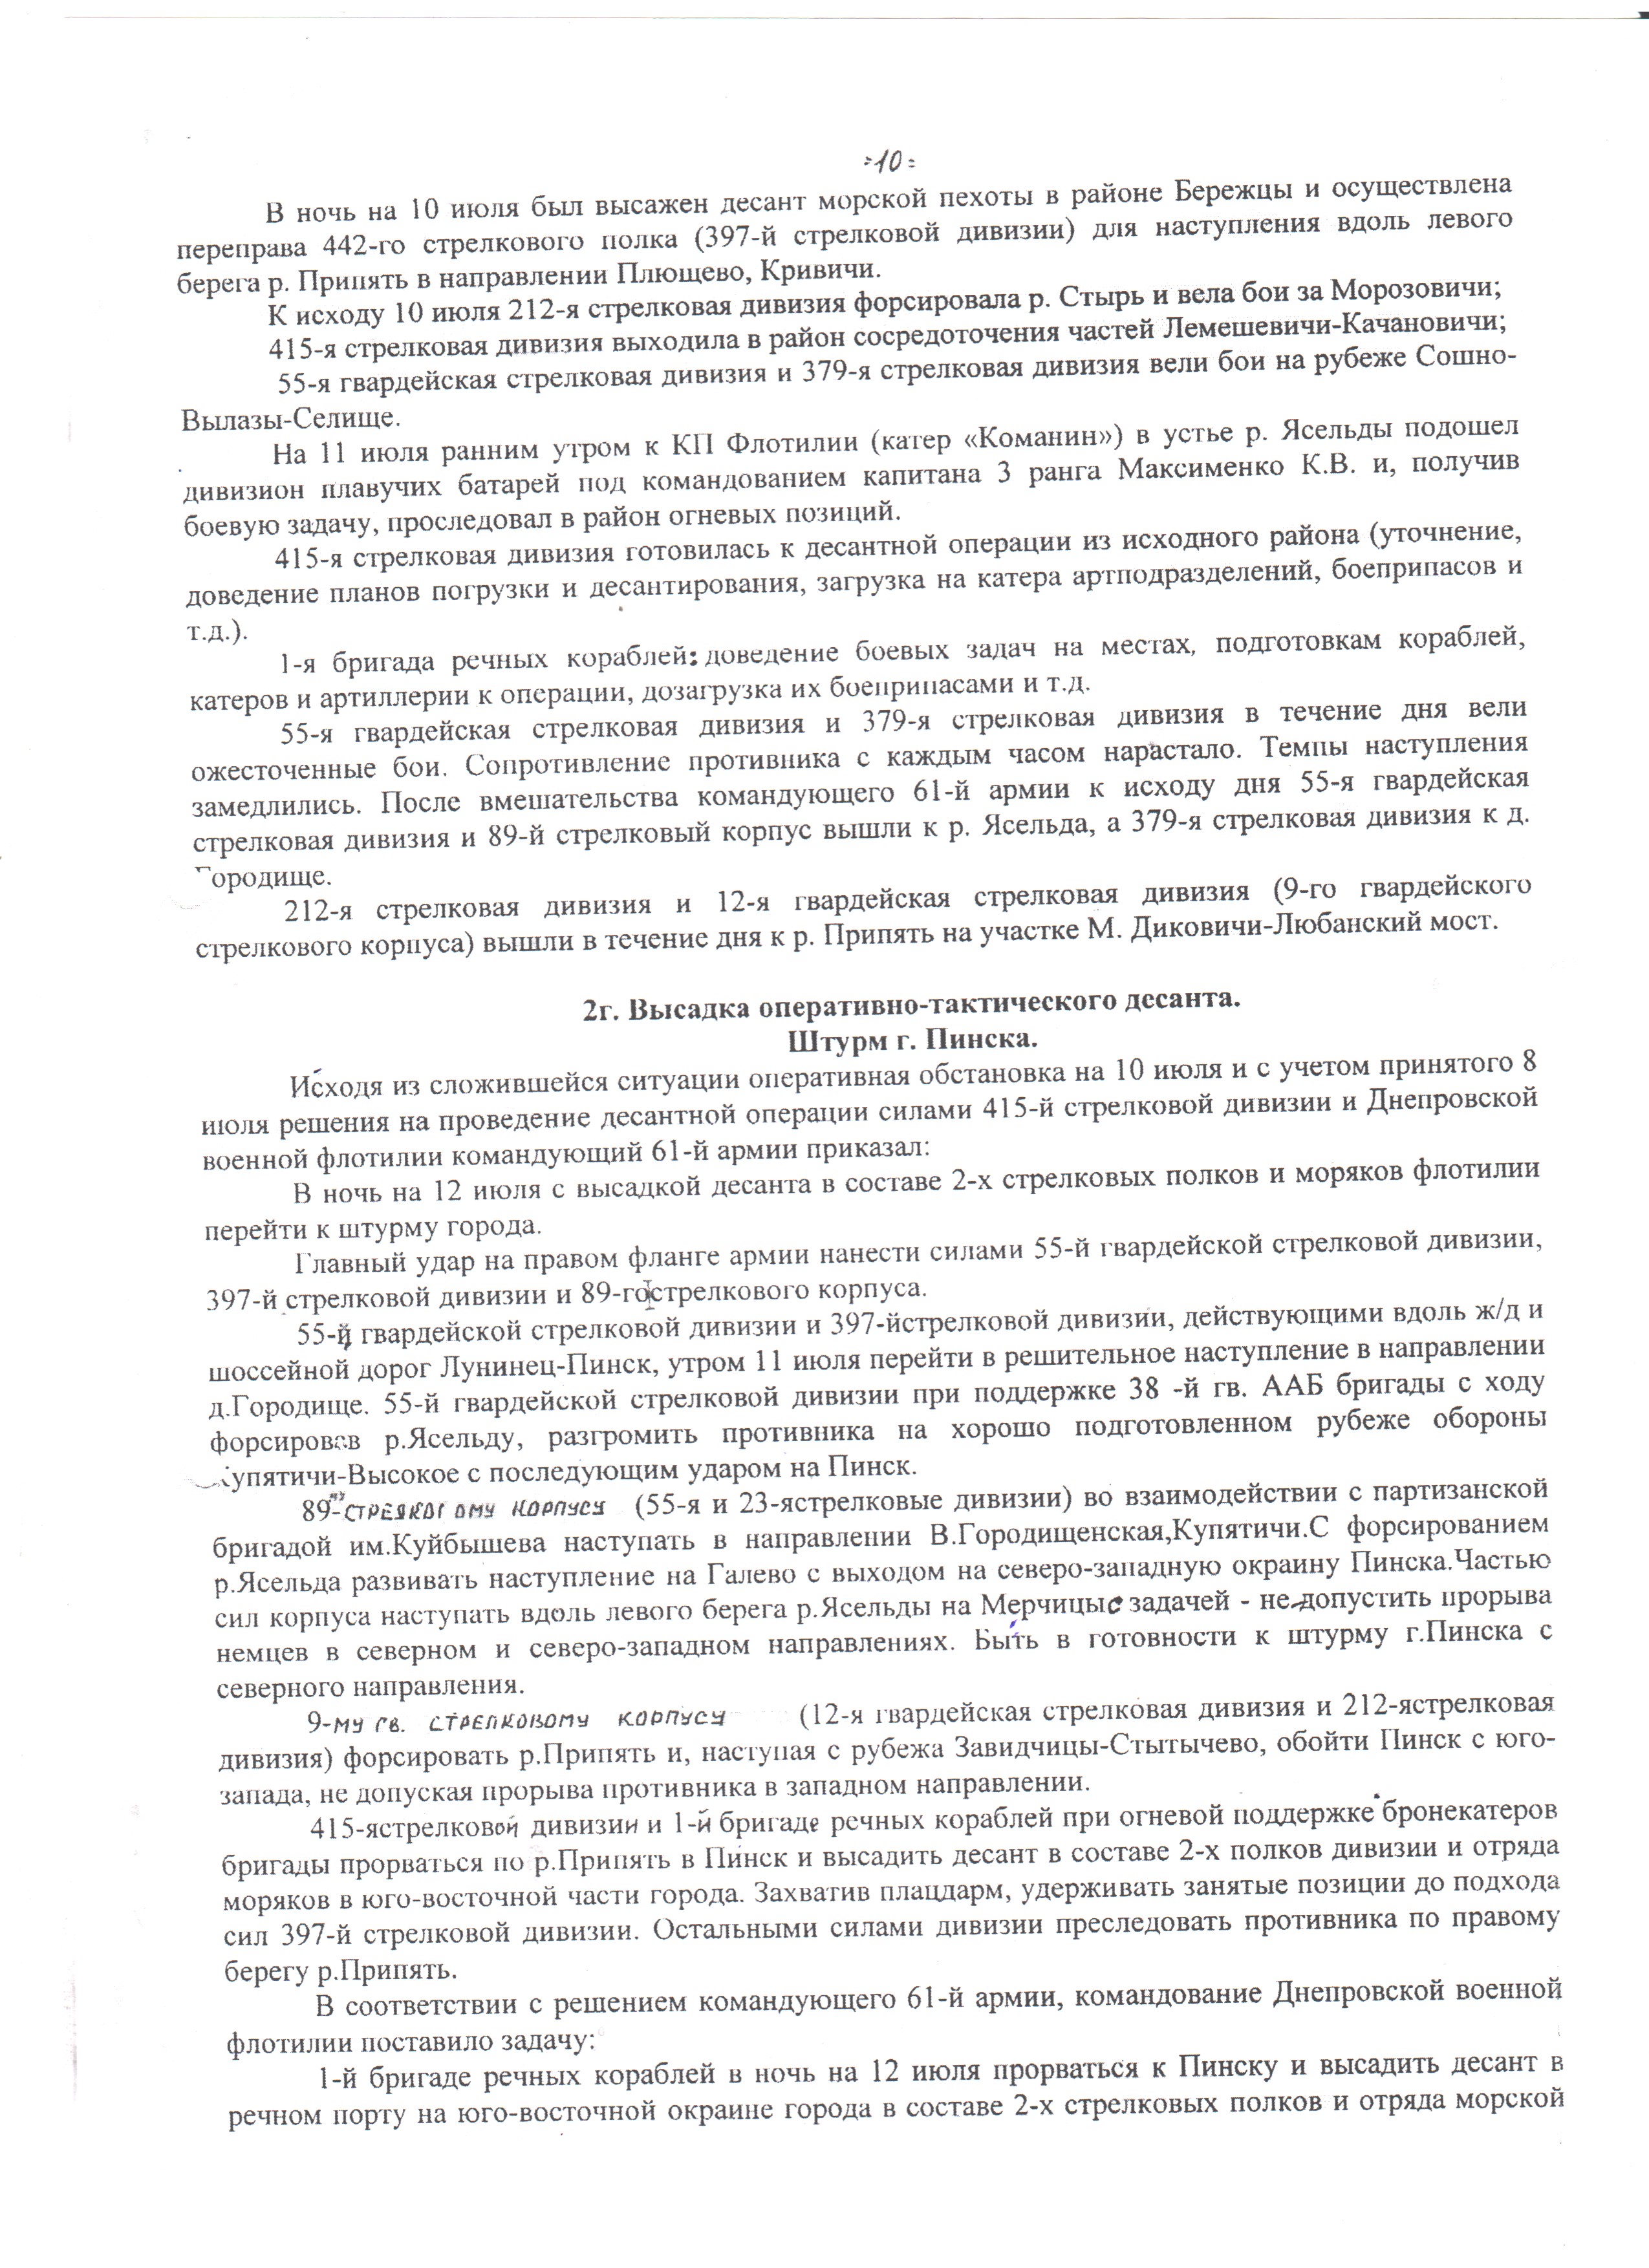 -10-
В ночь на 10 июля был высажен десант морской пехоты в районе Бережцы и осуществлена
переправа 442-го стрелкового полка (397-й стрелковой дивизии) для наступления вдоль левого
берега р. Припять в направлении Плющево, Кривичи.
К исходу 10 июля 212-я стрелковая дивизия форсировала р. Стырь и вела бои за Морозовичи;
415-я стрелковая дивизия выходила в район сосредоточения частей Лемешевичи-Качановичи;
55-я гвардейская стрелковая дивизия и 379-я стрелковая дивизия вели бои на рубеже Сошно-
Вылазы-Селище.
На 11 июля ранним утром к КП Флотилии (катер «Команин») в устье р. Ясельды подошел
дивизион плавучих батарей под командованием капитана 3 ранга Максименко К.В. и, получив
боевую задачу, проследовал в район огневых позиций.
415-я стрелковая дивизия готовилась к десантной операции из исходного района (уточнение,
доведение планов погрузки и десантирования, загрузка на катера артподразделений, боеприпасов и
т.д.).
1-я бригада речных кораблей: доведение боевых задач на местах, подготовкам кораблей,
катеров и артиллерии к операции, дозагрузка их боеприпасами и т.д.
55-я гвардейская стрелковая дивизия и 379-я стрелковая дивизия в течение дня вели
ожесточенные бои. Сопротивление противника с каждым часом нарастало. Темпы наступления
замедлились. После вмешательства командующего 61-й армии к исходу дня 55-я гвардейская
стрелковая дивизия и 89-й стрелковый корпус вышли к р. Ясельда, а 379-я стрелковая дивизия к д.
Городище.
212-я стрелковая дивизия и 12-я гвардейская стрелковая дивизия (9-го гвардейского
стрелкового корпуса) вышли в течение дня к р. Припять на участке М. Диковичи-Любанский мост.
2г. Высадка оперативно-тактического десанта.
Штурм г. Пинска.
Исходя из сложившейся ситуации оперативная обстановка на 10 июля и с учетом принятого 8
июля решения на проведение десантной операции силами 415-й стрелковой дивизии и Днепровской
военной флотилии командующий 61-й армии приказал:
В ночь на 12 июля с высадкой десанта в составе 2-х стрелковых полков и моряков флотилии
перейти к штурму города.
Главный удар на правом фланге армии нанести силами 55-й гвардейской стрелковой дивизии,
397-й стрелковой дивизии и 89-го стрелкового корпуса.
55-й гвардейской стрелковой дивизии и 397-йстрелковой дивизии, действующими вдоль ж/д и
шоссейной дорог Лунинец-Пинск, утром 11 июля перейти в решительное наступление в направлении
д.Городище. 55-й гвардейской стрелковой дивизии при поддержке 38 -й гв. ААБ бригады с ходу
форсировав р.Ясельду, разгромить противника на хорошо подготовленном рубеже обороны
Купятичи-Высокое с последующим ударом на Пинск.
89-му стрелковому корпусу (55-я и 23-ястрелковые дивизии) во взаимодействии с партизанской
бригадой им.Куйбышева наступать в направлении В.Городищенская,Купятичи.С форсированием
р.Ясельда развивать наступление на Галево с выходом на северо-западную окраину Пинска.Частью
сил корпуса наступать вдоль левого берега р.Ясельды на Мерчицы с задачей - не допустить прорыва
немцев в северном и северо-западном направлениях. Быть в готовности к штурму г.Пинска с
северного направления.
9-му гв. стрелковому корпусу (12-я гвардейская стрелковая дивизия и 212-ястрелковая
дивизия) форсировать р.Припять и, наступая с рубежа Завидчицы-Стытычево, обойти Пинск с юго-
запада, не допуская прорыва противника в западном направлении.
415-ястрелковой дивизии и 1-й бригаде речных кораблей при огневой поддержке бронекатеров
бригады прорваться по р.Припять в Пинск и высадить десант в составе 2-х полков дивизии и отряда
моряков в юго-восточной части города. Захватив плацдарм, удерживать занятые позиции до подхода
сил 397-й стрелковой дивизии. Остальными силами дивизии преследовать противника по правому
берегу р.Припять.
В соответствии с решением командующего 61-й армии, командование Днепровской военной
флотилии поставило задачу:
1-й бригаде речных кораблей в ночь на 12 июля прорваться к Пинску и высадить десант в
речном порту на юго-восточной окраине города в составе 2-х стрелковых полков и отряда морской